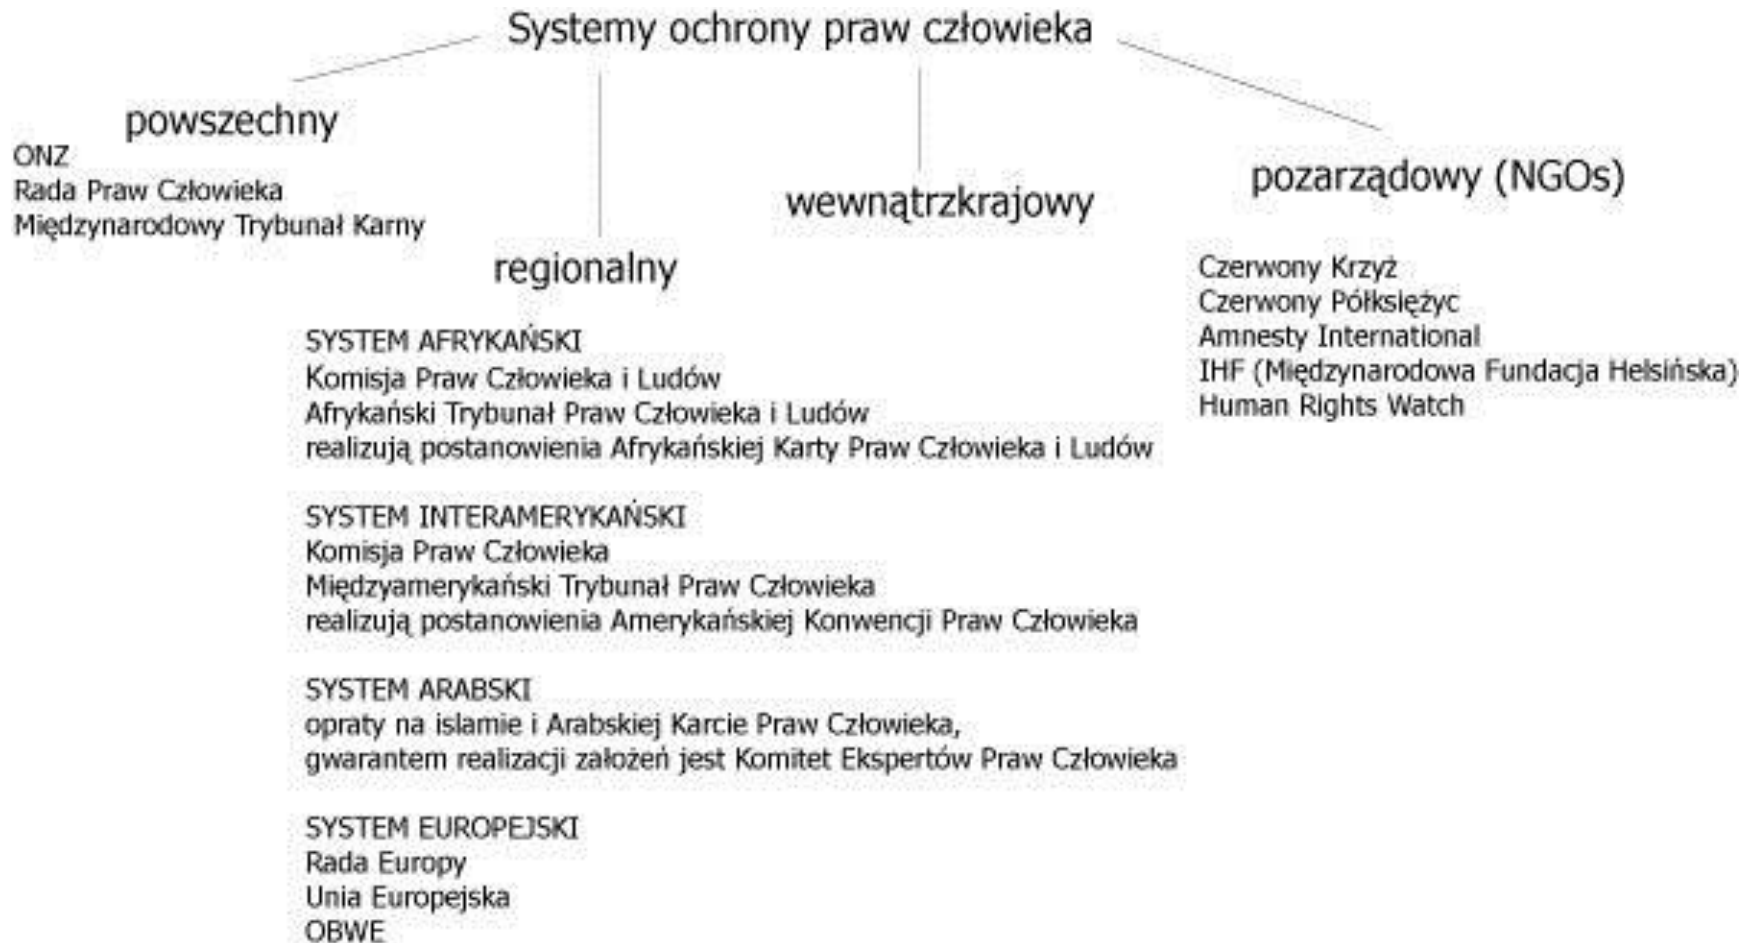 Systemy ochrony praw człowieka
powszechny
ONZ
Rada Praw Człowieka
Międzynarodowy Trybunał Karny
regionalny
SYSTEM AFRYKAŃSKI
Komisja Praw Człowieka i Ludów
Afrykański Trybunał Praw Człowieka i Ludów
realizują postanowienia Afrykańskiej Karty Praw Człowieka i Ludów
SYSTEM INTERAMERYKAŃSKI
Komisja Praw Człowieka
Międzyamerykański Trybunał Praw Człowieka
realizują postanowienia Amerykańskiej Konwencji Praw Człowieka
SYSTEM ARABSKI
opraty na islamie i Arabskiej Karcie Praw Człowieka,
gwarantem realizacji założeń jest Komitet Ekspertów Praw Człowieka
SYSTEM EUROPEJSKI
Rada Europy
Unia Europejska
OBWE
wewnątrzkrajowy
pozarządowy (NGOs)
Czerwony Krzyż
Czerwony Półksiężyc
Amnesty International
IHF (Międzynarodowa Fundacja Helsińska)
Human Rights Watch